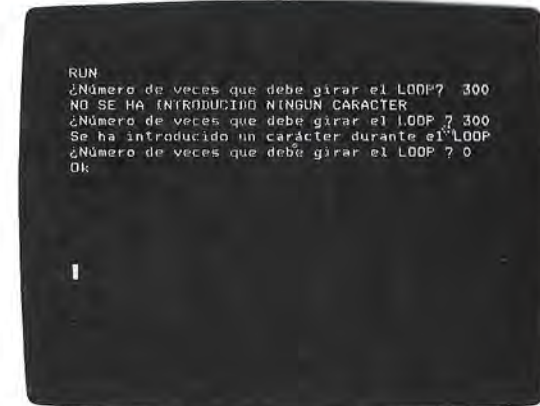 RUN
¿Número de veces que debe girar el LOOP? 300
NO SE HA INTRODUCIDO NINGUN CARACTER
¿Número de veces que debe girar el LOOP ? 300
Se ha introducido un carácter durante el LOOP
¿Número de veces que debe girar el LOOP ? 0
Ok